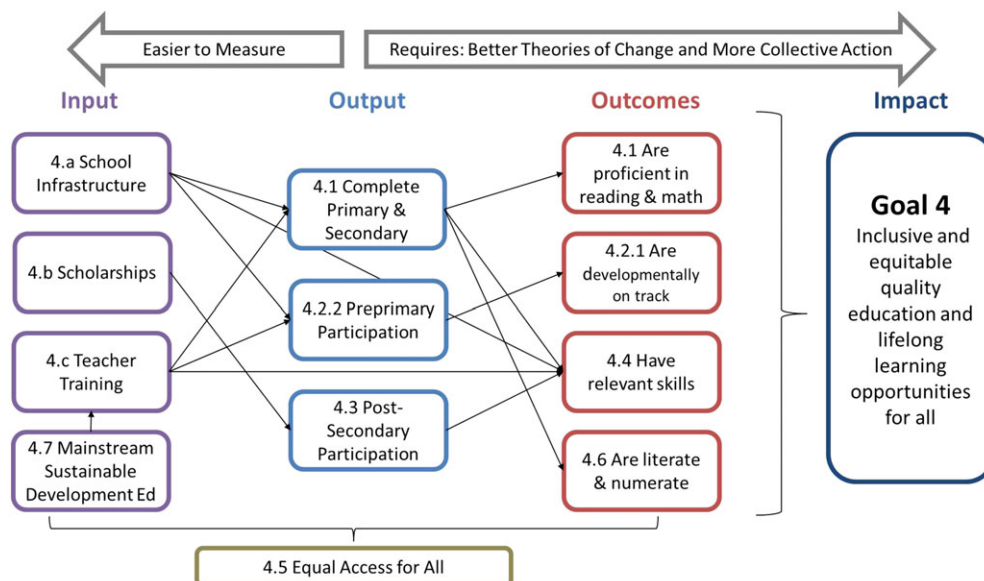 Easier to Measure
Requires: Better Theories of Change and More Collective Action
Input
Output
Outcomes
Impact
4.a School
Infrastructure
4.b Scholarships
4.c Teacher
Training
4.7 Mainstream
Sustainable
Development Ed
4.1 Complete
Primary &
Secondary
4.2.2 Preprimary
Participation
4.3 Post-
Secondary
Participation
4.1 Are
proficient in
reading & math
4.2.1 Are
developmentally
on track
4.4 Have
relevant skills
4.6 Are literate
& numerate
Goal 4
Inclusive and
equitable
quality
education and
lifelong
learning
opportunities
for all
4.5 Equal Access for All